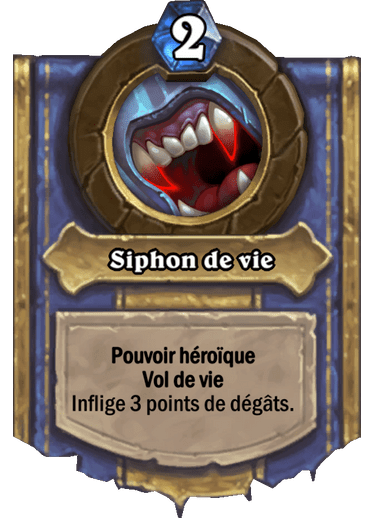 2
Siphon de vie
Pouvoir héroïque
Vol de vie
Inflige 3 points de dégâts.